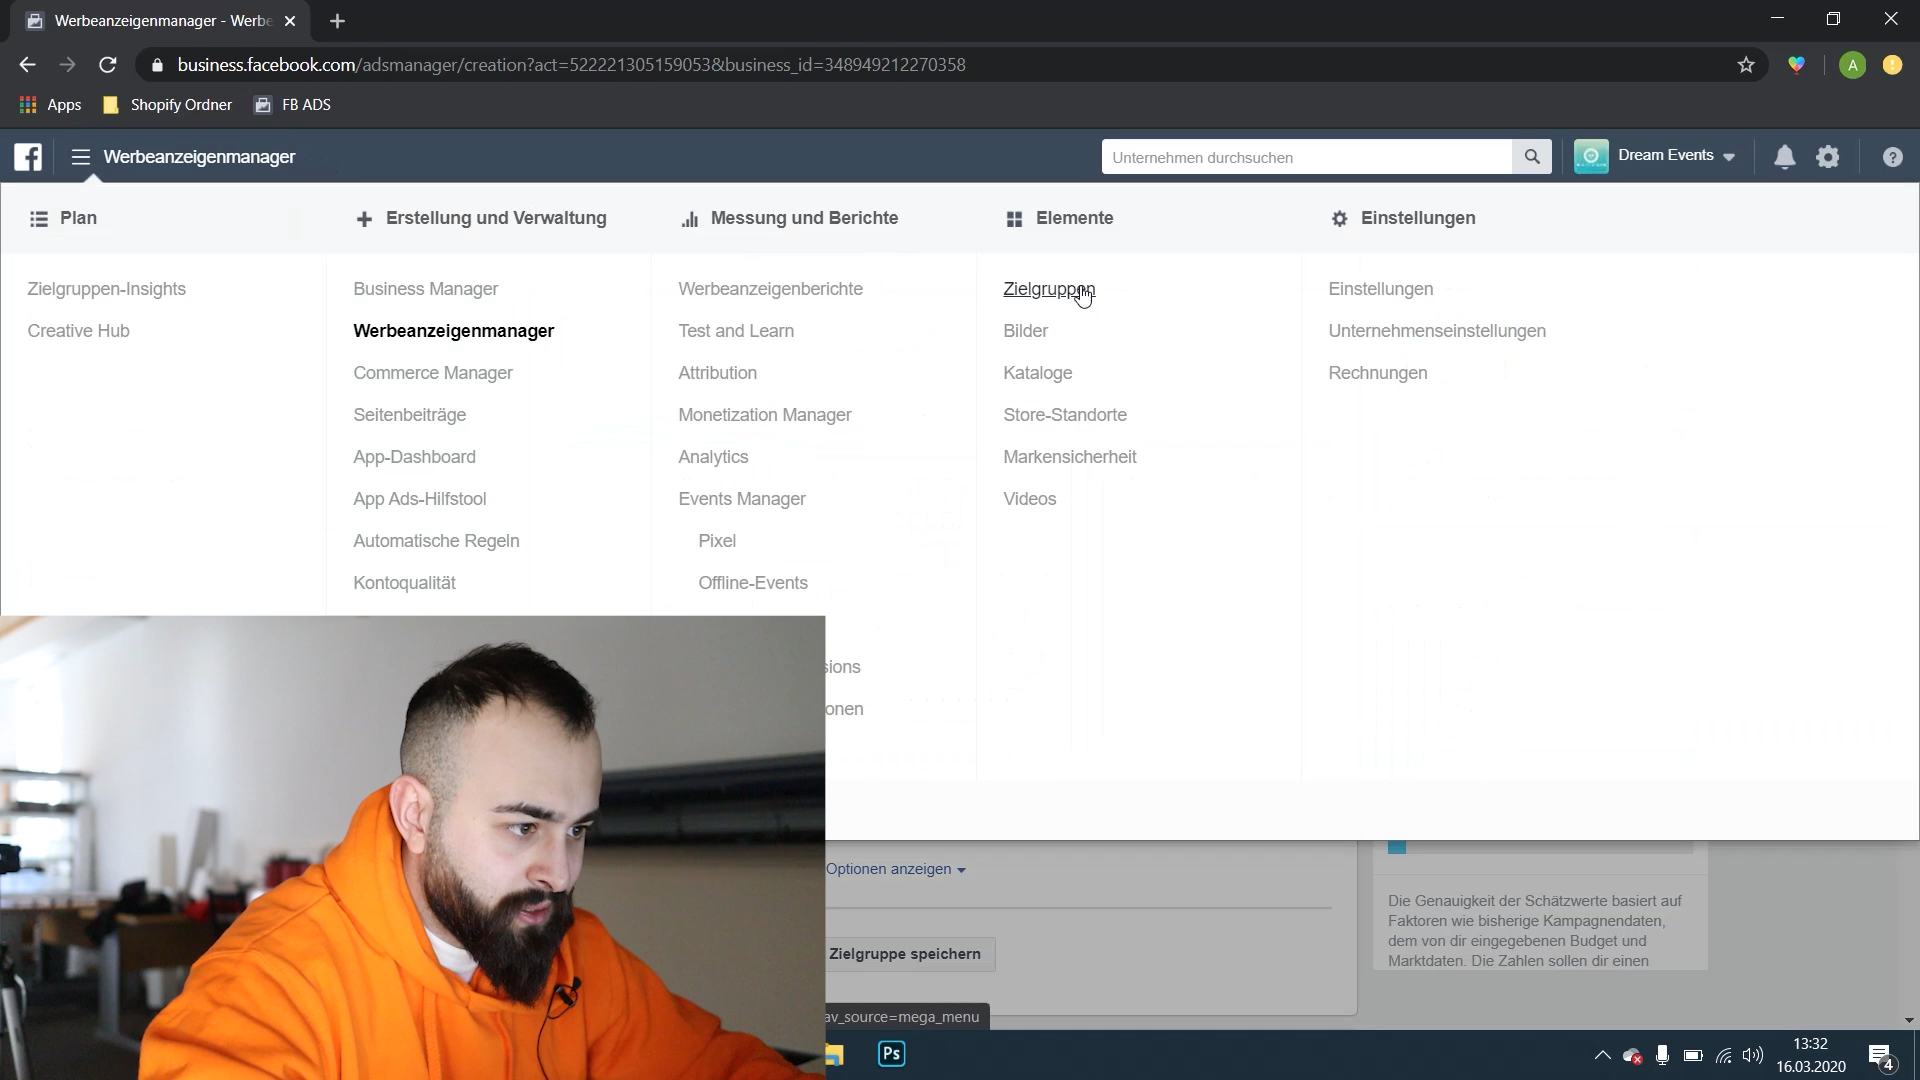 Werbeanzeigenmanager - Werbe
business.facebook.com/adsmanager/creation?act=522221305159053&business_id=348949212270358
A
Apps
Shopify Ordner
FB ADS
Werbeanzeigenmanager
Unternehmen durchsuchen
Dream Events
Plan
Erstellung und Verwaltung
Messung und Berichte
Elemente
Einstellungen
Zielgruppen-Insights
Creative Hub
Business Manager
Werbeanzeigenmanager
Commerce Manager
Seitenbeiträge
App-Dashboard
App Ads-Hilfstool
Automatische Regeln
Kontoqualität
Werbeanzeigenberichte
Test and Learn
Attribution
Monetization Manager
Analytics
Events Manager
Pixel
Offline-Events
sions
onen
Zielgruppen
Bilder
Kataloge
Store-Standorte
Markensicherheit
Videos
Einstellungen
Unternehmenseinstellungen
Rechnungen
Optionen anzeigen
Zielgruppe speichern
Die Genauigkeit der Schätzwerte basiert auf
Faktoren wie bisherige Kampagnendaten,
dem von dir eingegebenen Budget und
Marktdaten. Die Zahlen sollen dir einen
av_source=mega_menu
Ps
13:32
16.03.2020
4